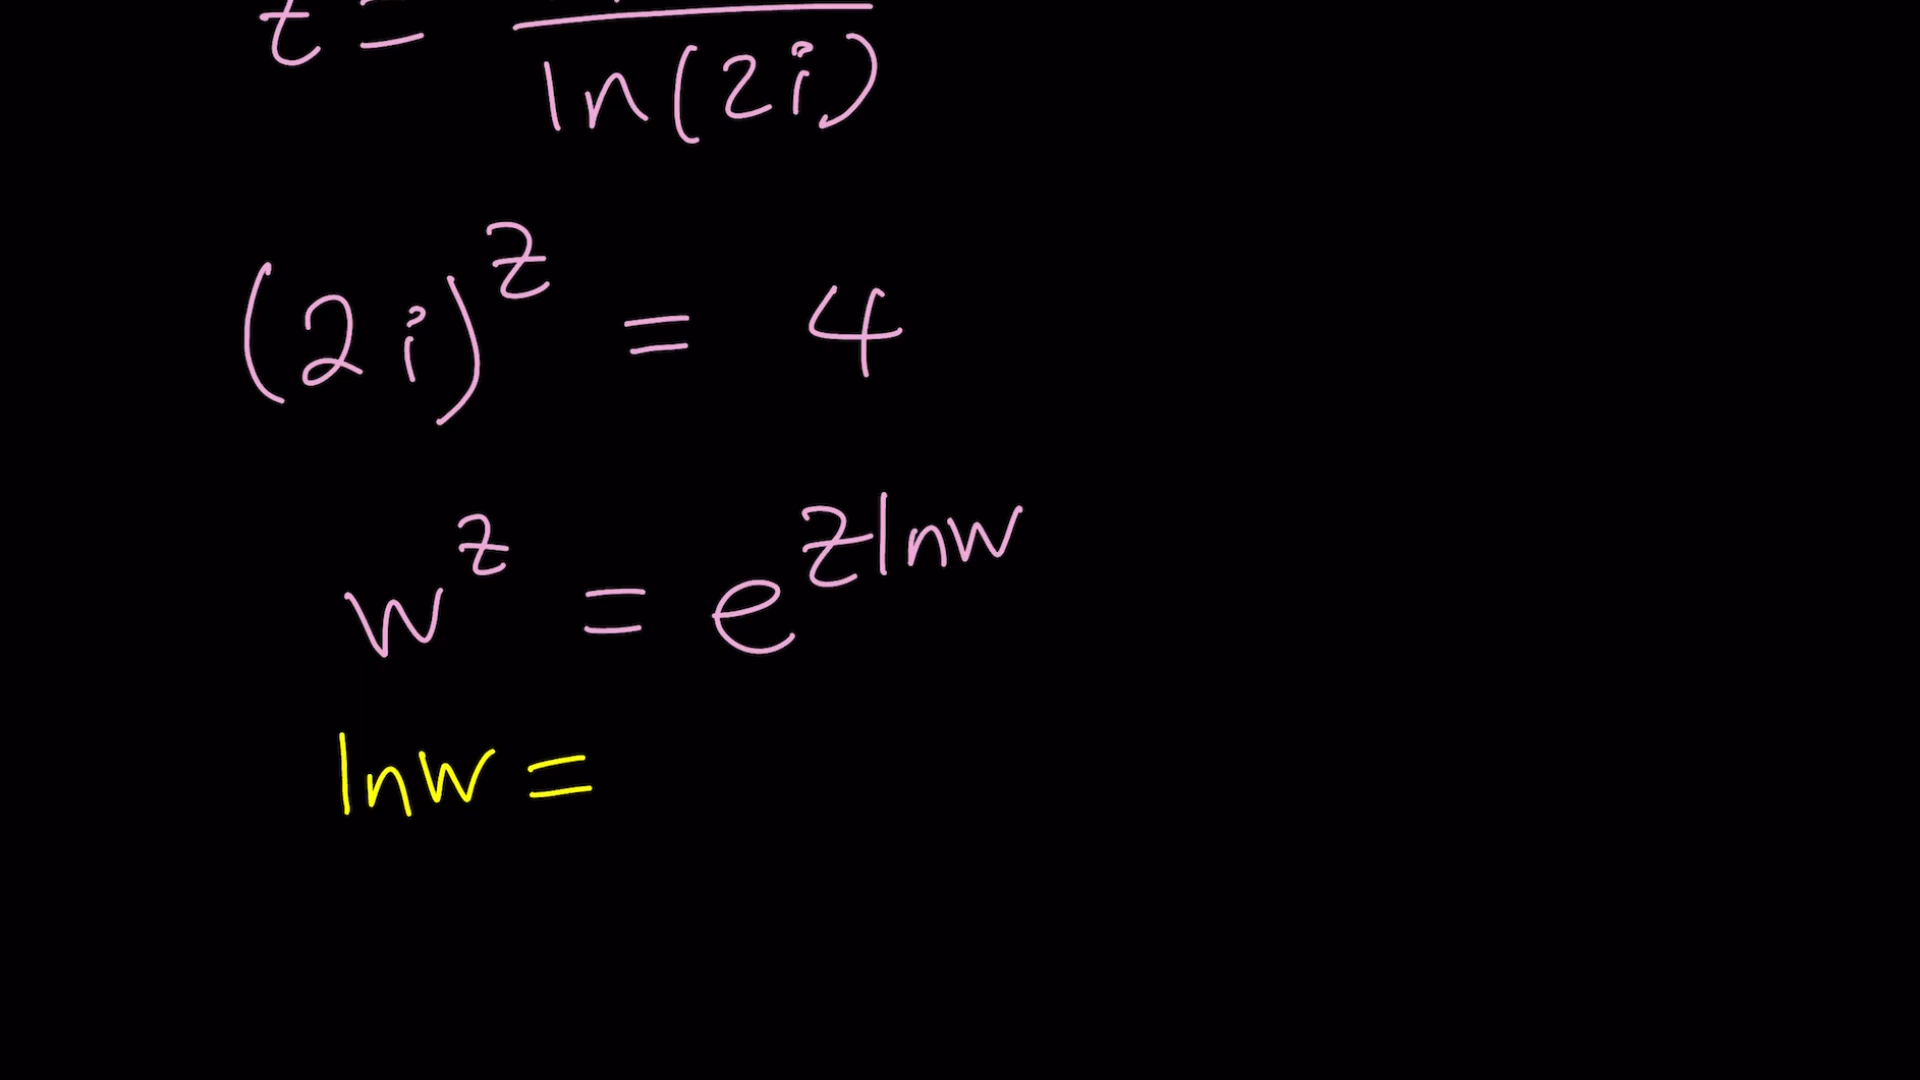 z = ─────
ln(2i)
(2i)^z = 4
w^z = e^{z ln w}
ln w =